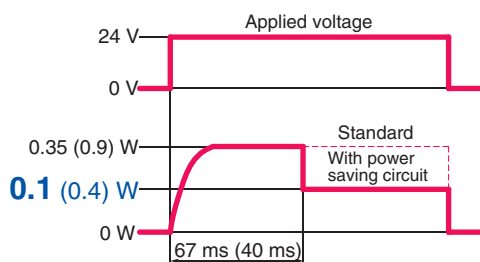 Applied voltage
24 V
0 V
Standard
0.35 (0.9) W
With power
saving circuit
0.1 (0.4) W
0 W
67 ms (40 ms)